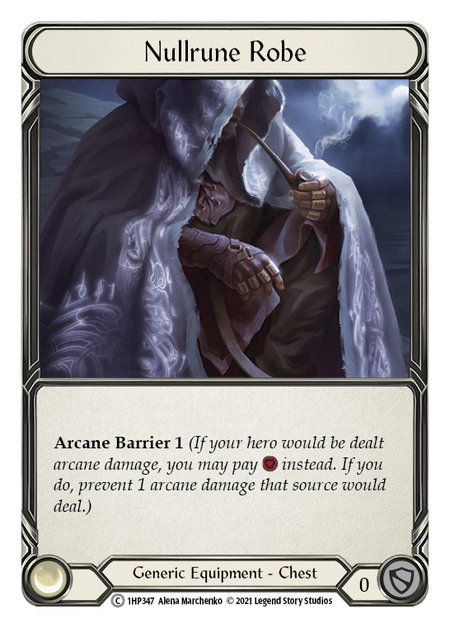 Nullrune Robe
Arcane Barrier 1 (If your hero would be dealt
arcane damage, you may pay instead. If you
do, prevent 1 arcane damage that source would
deal.)
Generic Equipment - Chest
0
C 1HP347 Alena Marchenko © 2021 Legend Story Studios